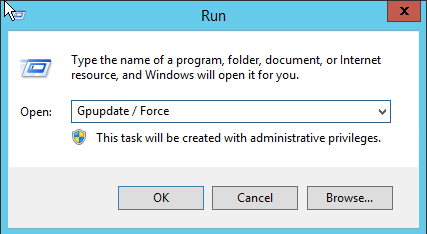 Run
x
Type the name of a program, folder, document, or Internet
resource, and Windows will open it for you.
Open: Gpupdate / Force
This task will be created with administrative privileges.
OK Cancel Browse...